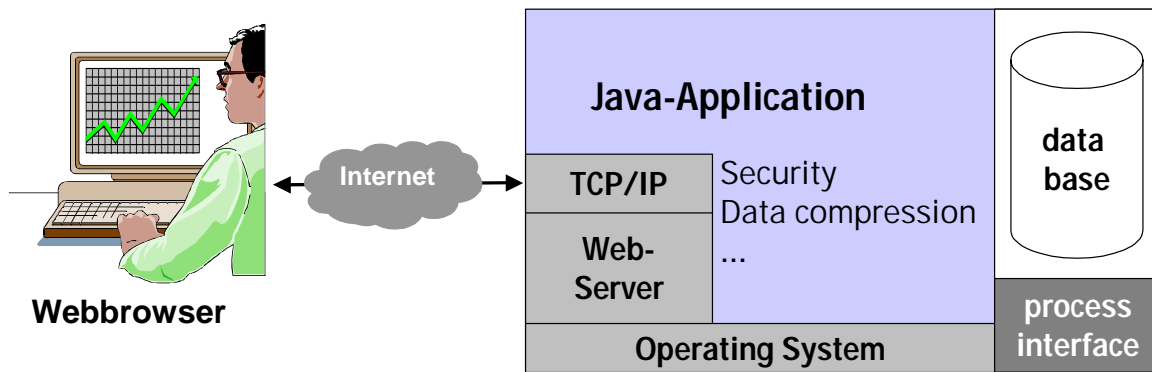 Webbrowser
Internet
Java-Application
TCP/IP
Web-
Server
Security
Data compression
...
Operating System
data
base
process
interface